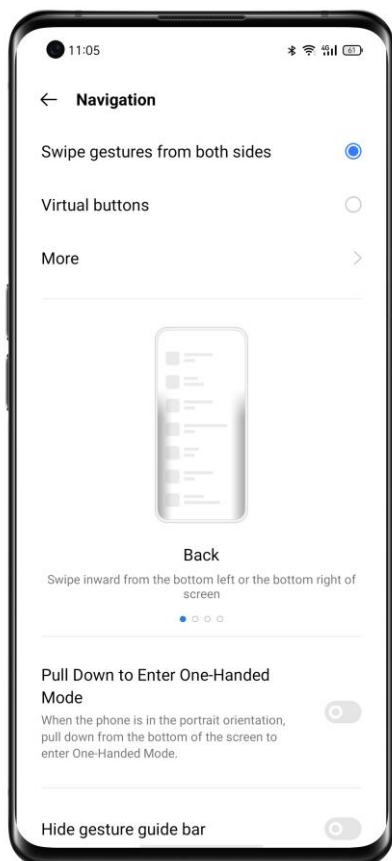 11:05 4G 61
Navigation
Swipe gestures from both sides
Virtual buttons
More
Back
Swipe inward from the bottom left or the bottom right of
screen
Pull Down to Enter One-Handed
Mode
When the phone is in the portrait orientation,
pull down from the bottom of the screen to
enter One-Handed Mode.
Hide gesture guide bar